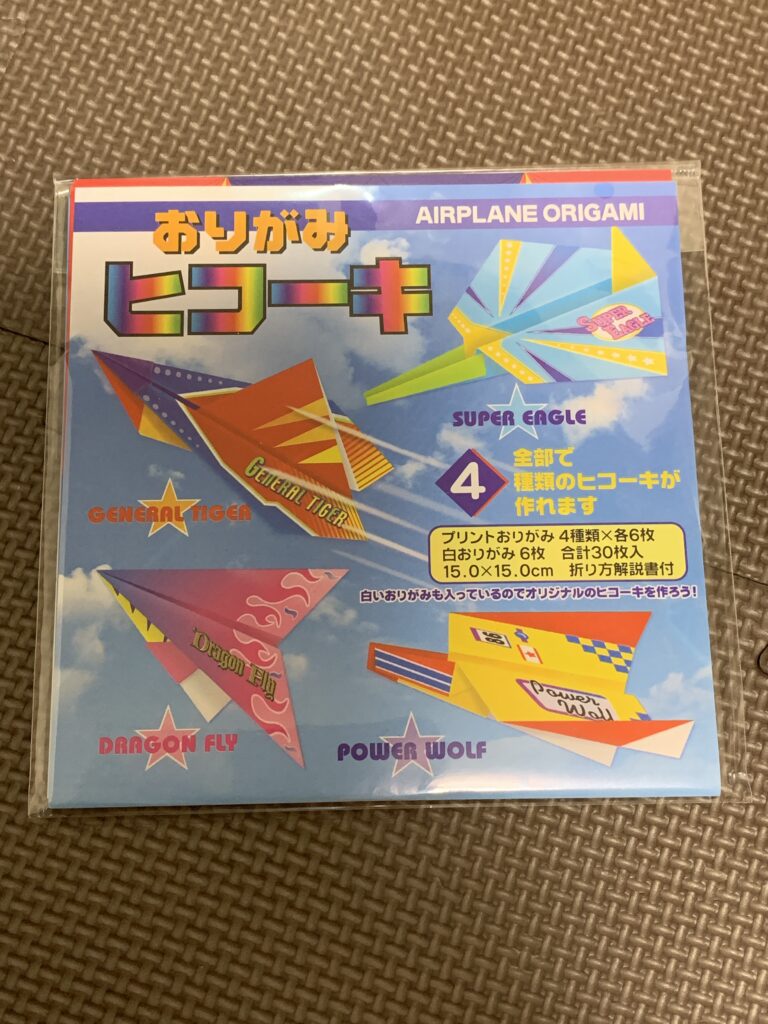 おりがみ
ヒコーキ
AIRPLANE ORIGAMI
SUPER
EAGLE
SUPER EAGLE
GENERAL TIGER
GENERAL TIGER
4
全部で
種類のヒコーキが
作れます
プリントおりがみ 4種類×各6枚
白おりがみ 6枚 合計30枚入
15.0×15.0cm 折り方解説書付
白いおりがみも入っているのでオリジナルのヒコーキを作ろう!
Dragon Fly
DRAGON FLY
98
Power
Wolf
POWER WOLF